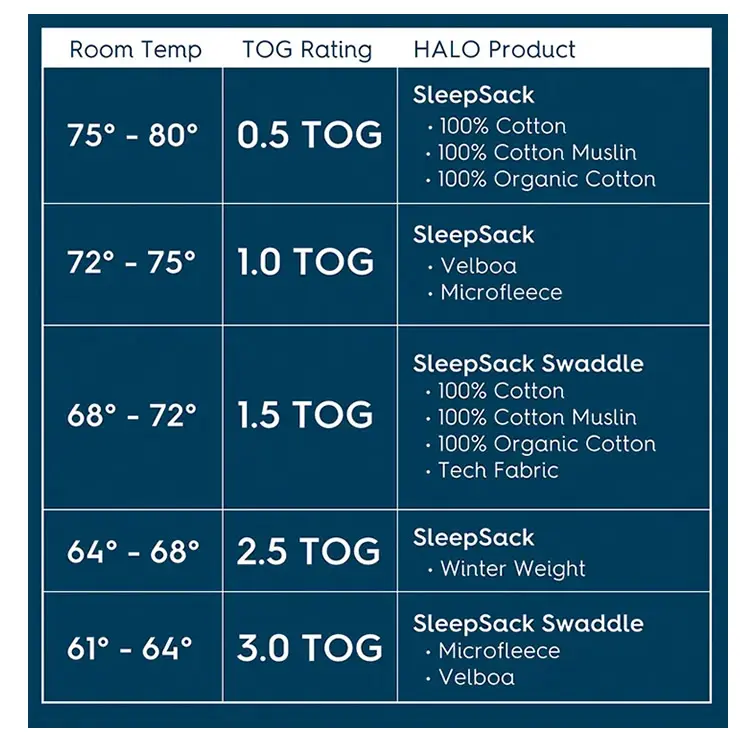 Room Temp TOG Rating HALO Product
75° - 80° 0.5 TOG SleepSack
• 100% Cotton
• 100% Cotton Muslin
• 100% Organic Cotton
72° - 75° 1.0 TOG SleepSack
• Velboa
• Microfleece
68° - 72° 1.5 TOG SleepSack Swaddle
• 100% Cotton
• 100% Cotton Muslin
• 100% Organic Cotton
• Tech Fabric
64° - 68° 2.5 TOG SleepSack
• Winter Weight
61° - 64° 3.0 TOG SleepSack Swaddle
• Microfleece
• Velboa